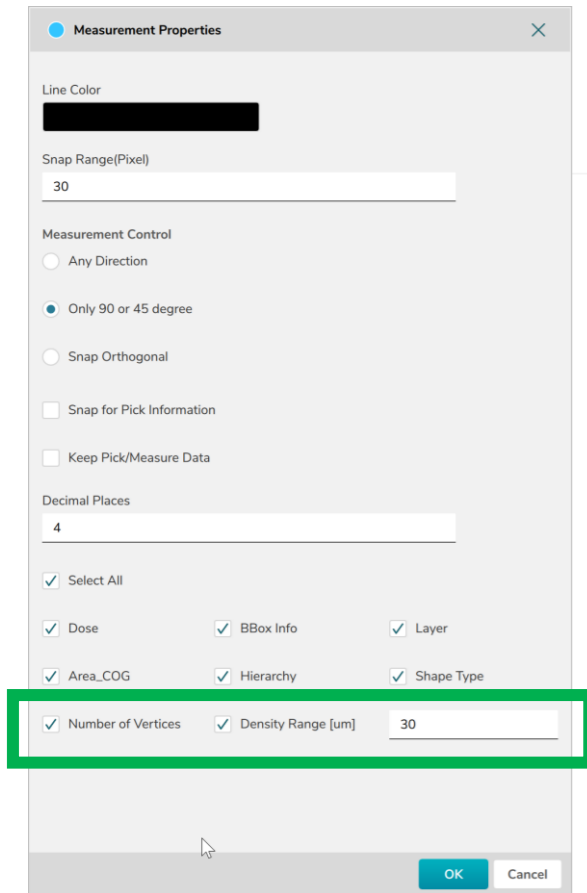 Measurement Properties
Line Color
Snap Range(Pixel)
30
Measurement Control
Any Direction
Only 90 or 45 degree
Snap Orthogonal
Snap for Pick Information
Keep Pick/Measure Data
Decimal Places
4
Select All
Dose BBox Info Layer
Area_COG Hierarchy Shape Type
Number of Vertices Density Range [um] 30
OK Cancel